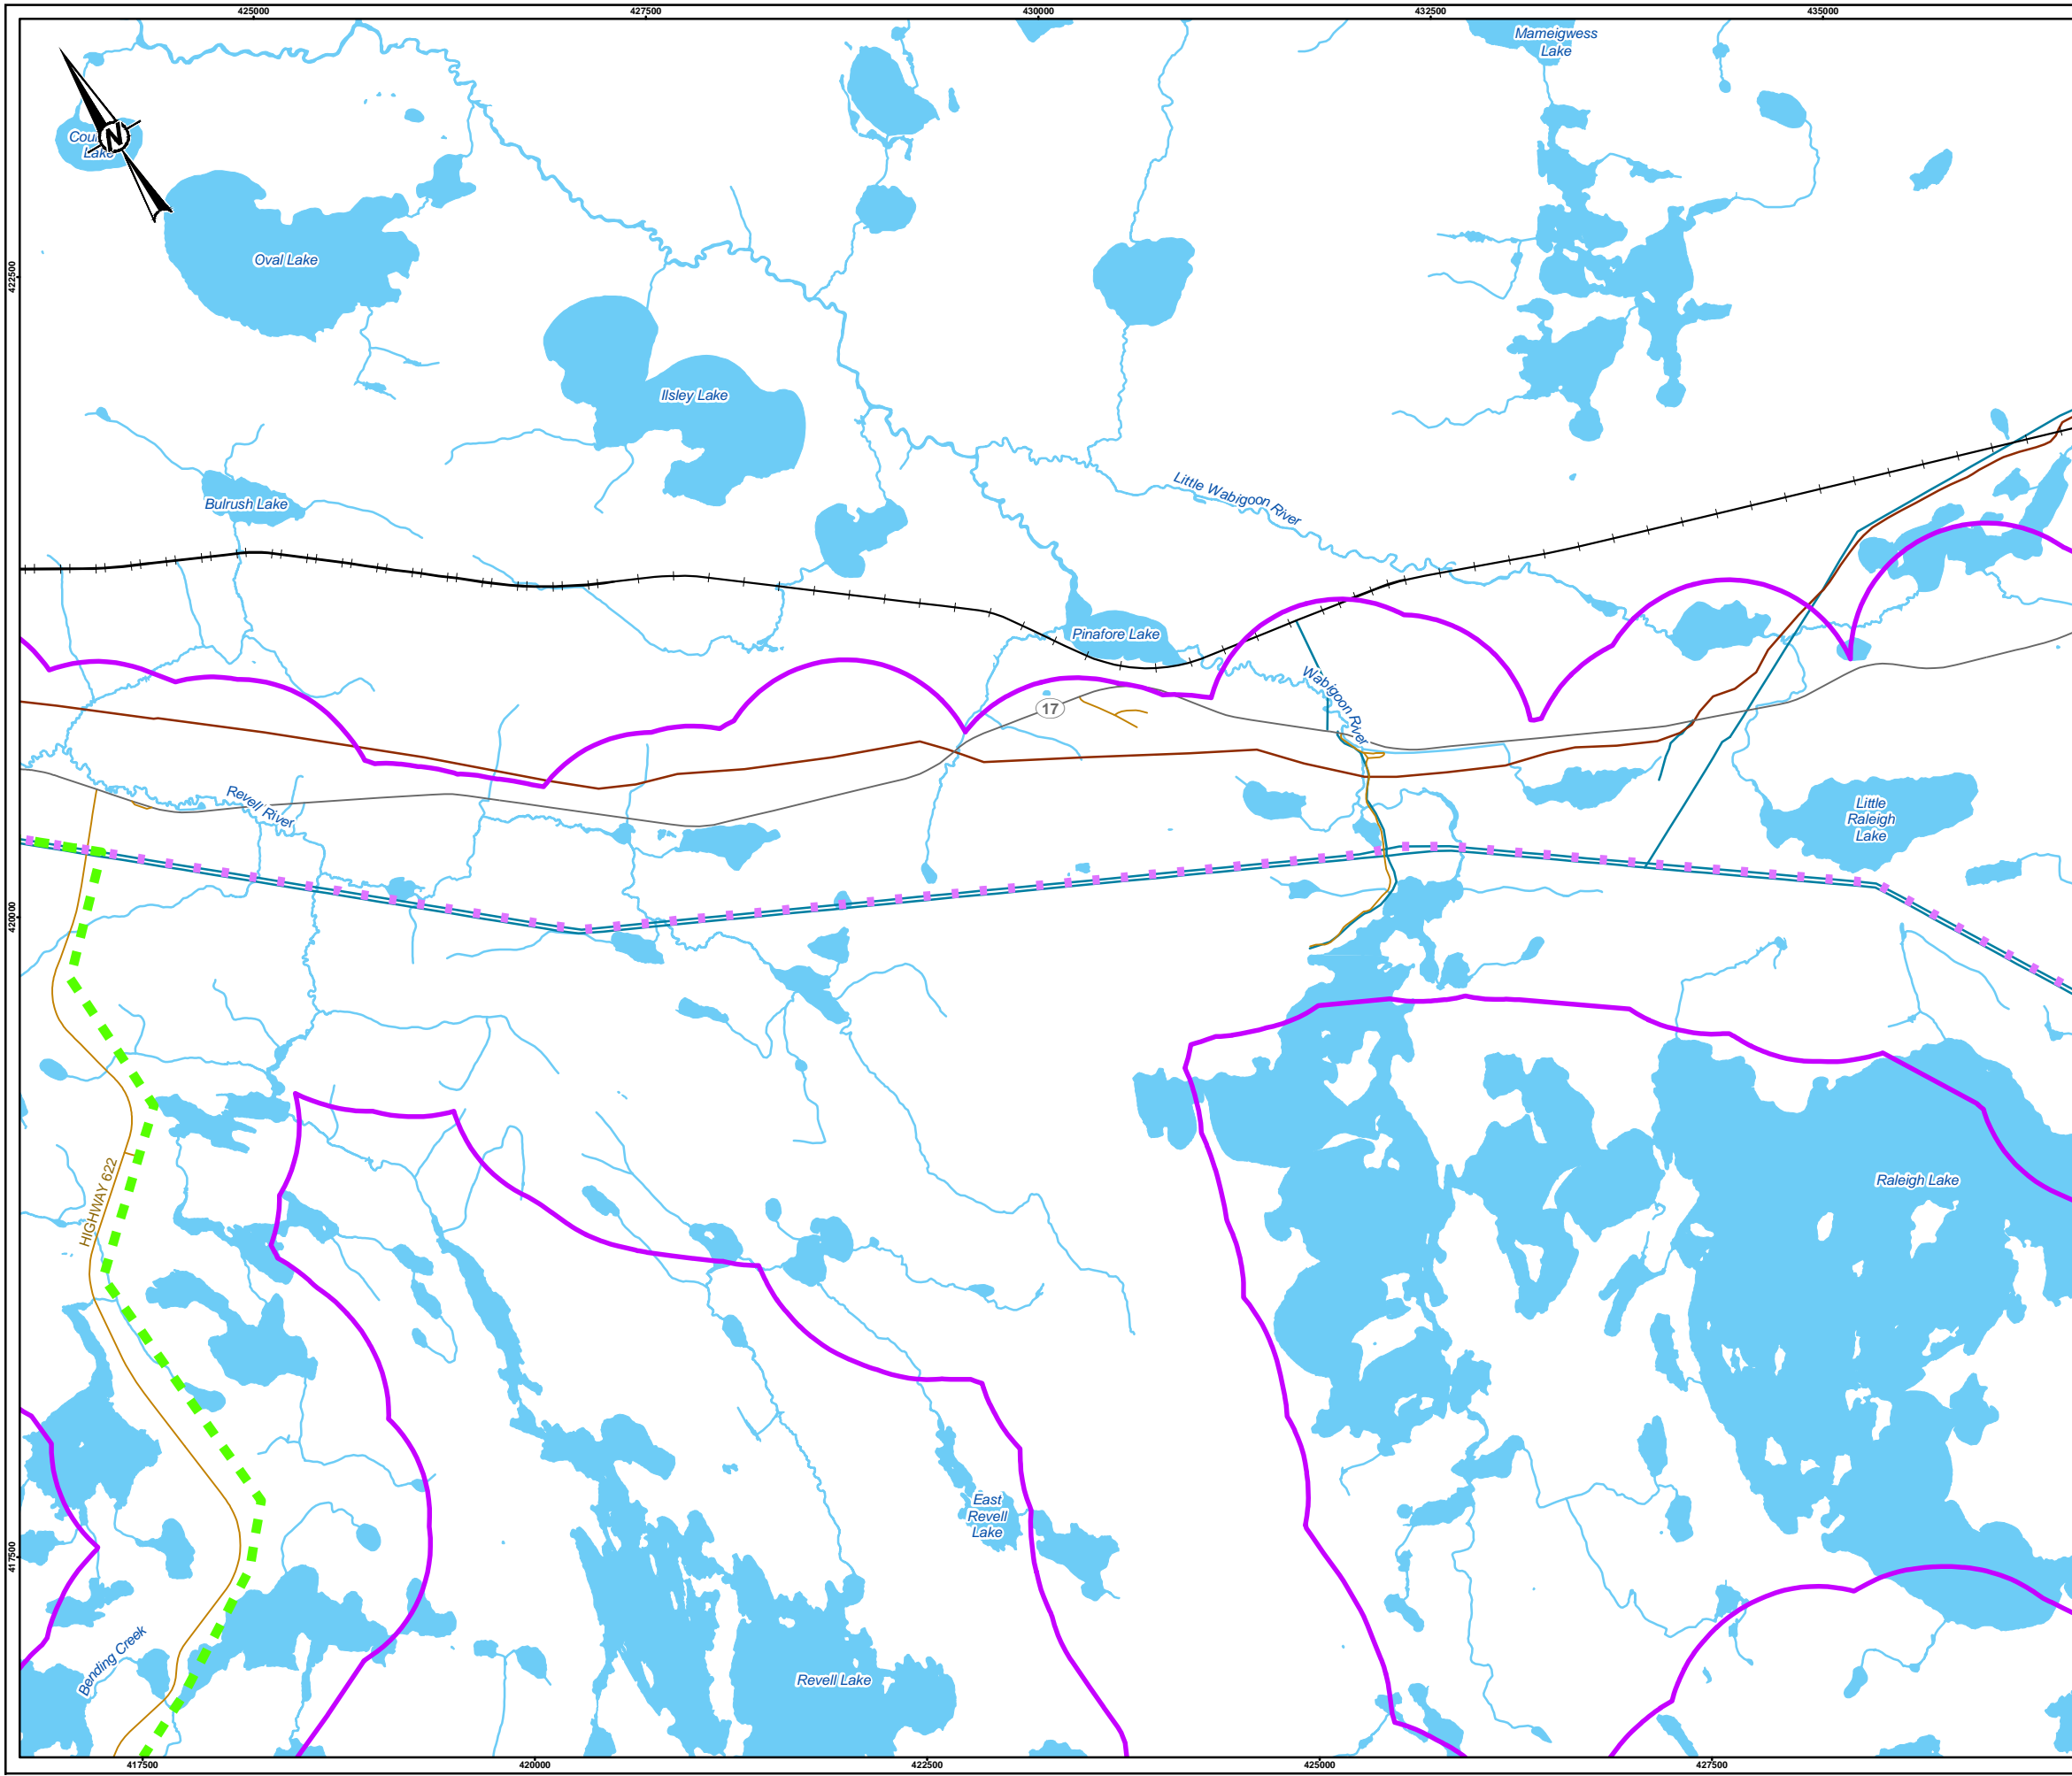 425000
427500
430000
432500
435000
Mameigwess
Lake
N
Lake
Oval Lake
422500
Ilsley Lake
Bulrush Lake
Little Wabigoon River
Pinafore Lake
Wabigoon River
17
Revell River
Little
Raleigh
Lake
420000
HIGHWAY 622
Raleigh Lake
East
Revell
Lake
417500
Bending Creek
Revell Lake
417500
420000
422500
425000
427500